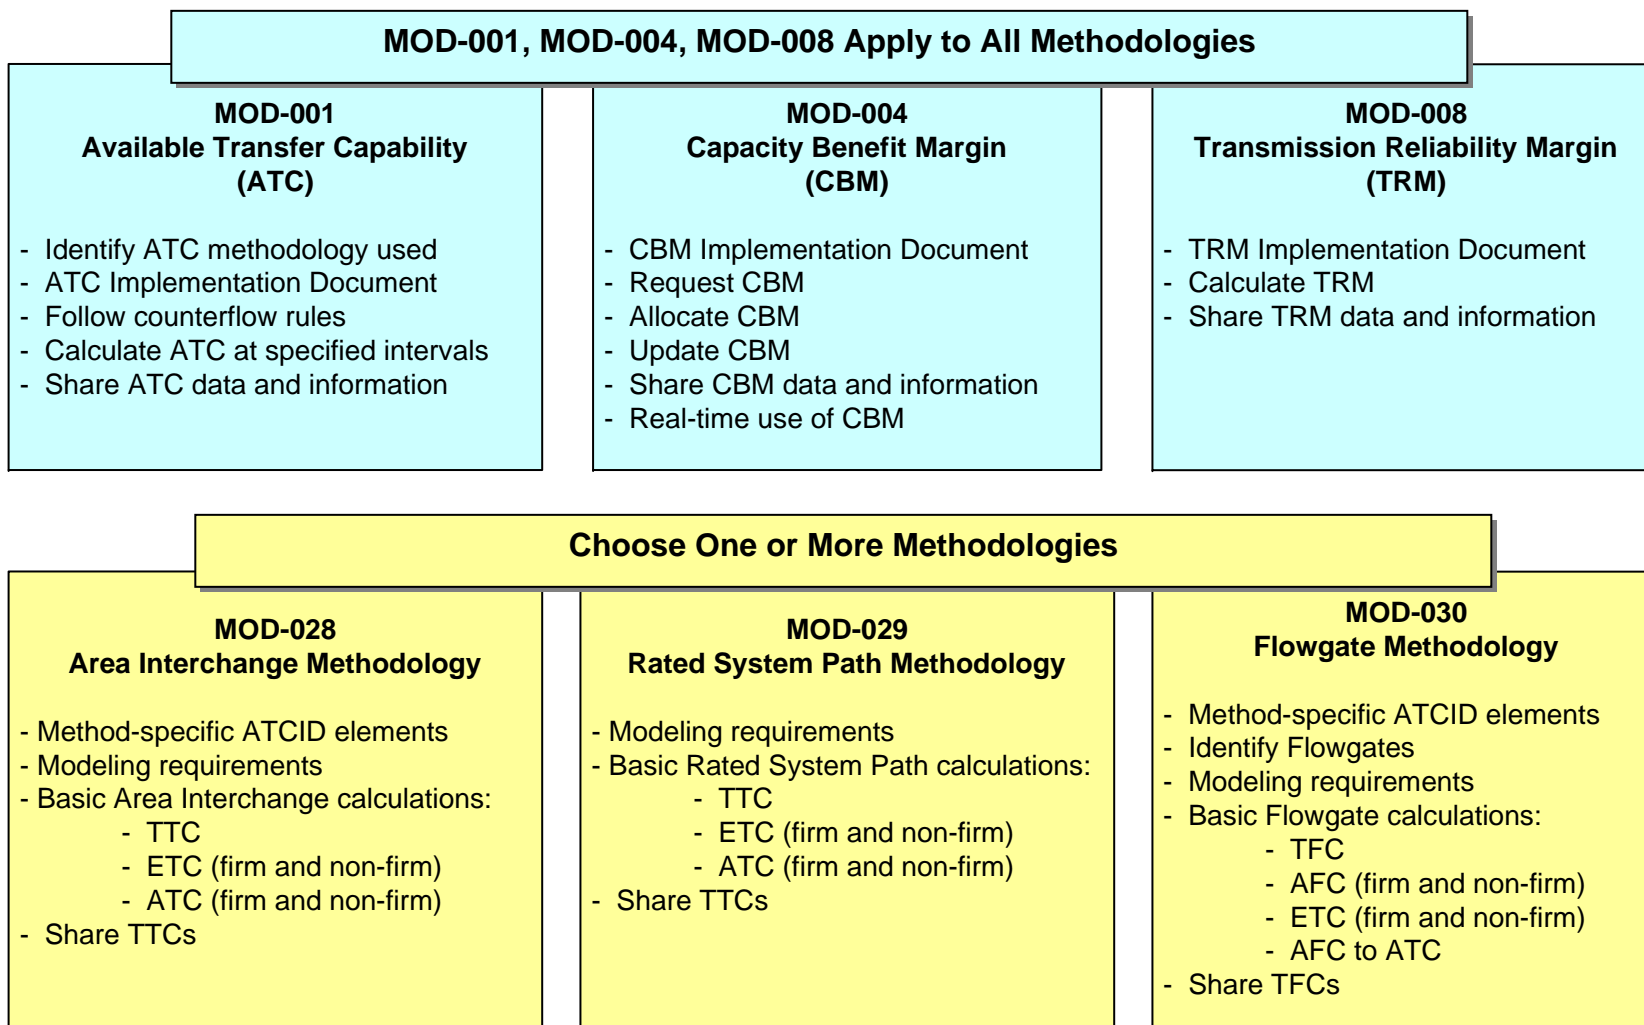 MOD-001, MOD-004, MOD-008 Apply to All Methodologies
MOD-001
Available Transfer Capability
(ATC)
- Identify ATC methodology used
- ATC Implementation Document
- Follow counterflow rules
- Calculate ATC at specified intervals
- Share ATC data and information
MOD-004
Capacity Benefit Margin
(CBM)
- CBM Implementation Document
- Request CBM
- Allocate CBM
- Update CBM
- Share CBM data and information
- Real-time use of CBM
MOD-008
Transmission Reliability Margin
(TRM)
- TRM Implementation Document
- Calculate TRM
- Share TRM data and information
Choose One or More Methodologies
MOD-028
Area Interchange Methodology
- Method-specific ATCID elements
- Modeling requirements
- Basic Area Interchange calculations:
- TTC
- ETC (firm and non-firm)
- ATC (firm and non-firm)
- Share TTCs
MOD-029
Rated System Path Methodology
- Modeling requirements
- Basic Rated System Path calculations:
- TTC
- ETC (firm and non-firm)
- ATC (firm and non-firm)
- Share TTCs
MOD-030
Flowgate Methodology
- Method-specific ATCID elements
- Identify Flowgates
- Modeling requirements
- Basic Flowgate calculations:
- TFC
- AFC (firm and non-firm)
- ETC (firm and non-firm)
- AFC to ATC
- Share TFCs